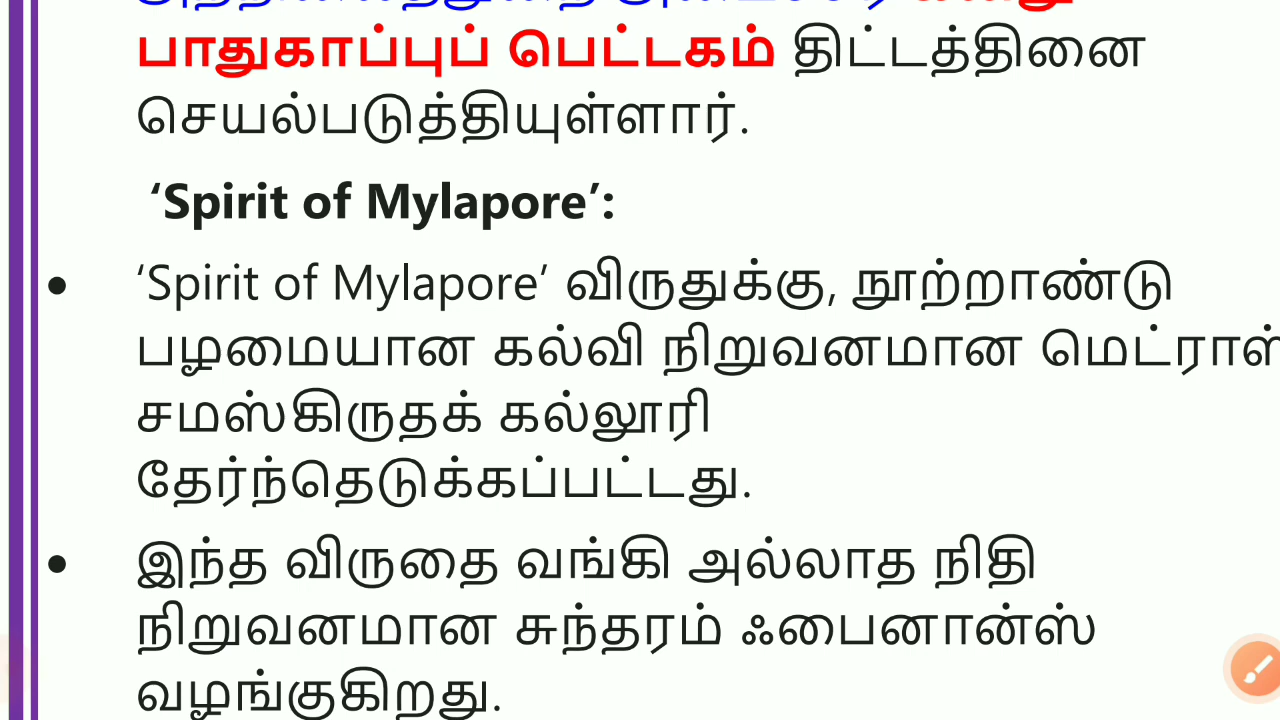 பாதுகாப்புப் பெட்டகம் திட்டத்தினை
செயல்படுத்தியுள்ளார்.
‘Spirit of Mylapore’:
• ‘Spirit of Mylapore’ விருதுக்கு, நூற்றாண்டு
பழமையான கல்வி நிறுவனமான மெட்ராஸ்
சமஸ்கிருதக் கல்லூரி
தேர்ந்தெடுக்கப்பட்டது.
• இந்த விருதை வங்கி அல்லாத நிதி
நிறுவனமான சுந்தரம் ஃபைனான்ஸ்
வழங்குகிறது.